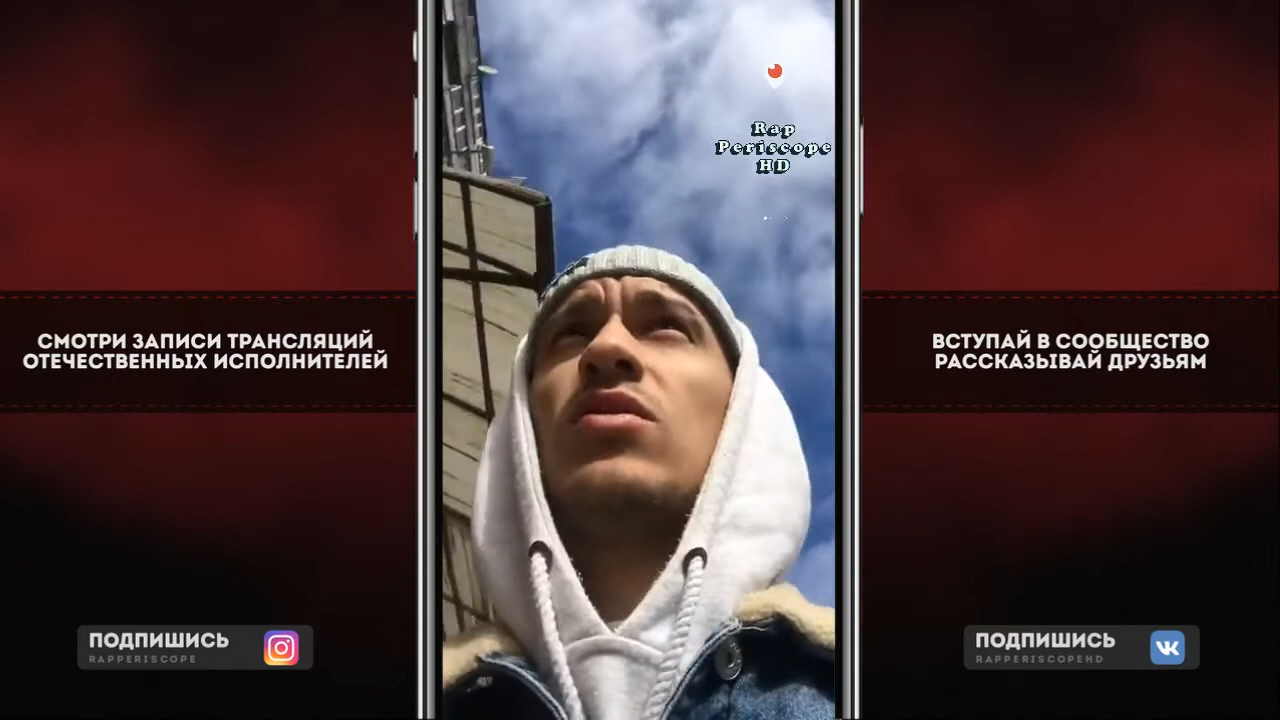 Rap
Periscope
HD
СМОТРИ ЗАПИСИ ТРАНСЛЯЦИЙ
ОТЕЧЕСТВЕННЫХ ИСПОЛНИТЕЛЕЙ
ВСТУПАЙ В СООБЩЕСТВО
РАССКАЗЫВАЙ ДРУЗЬЯМ
ПОДПИШИСЬ
RAPPERISCOPE
ПОДПИШИСЬ
RAPPERISCOPEHD